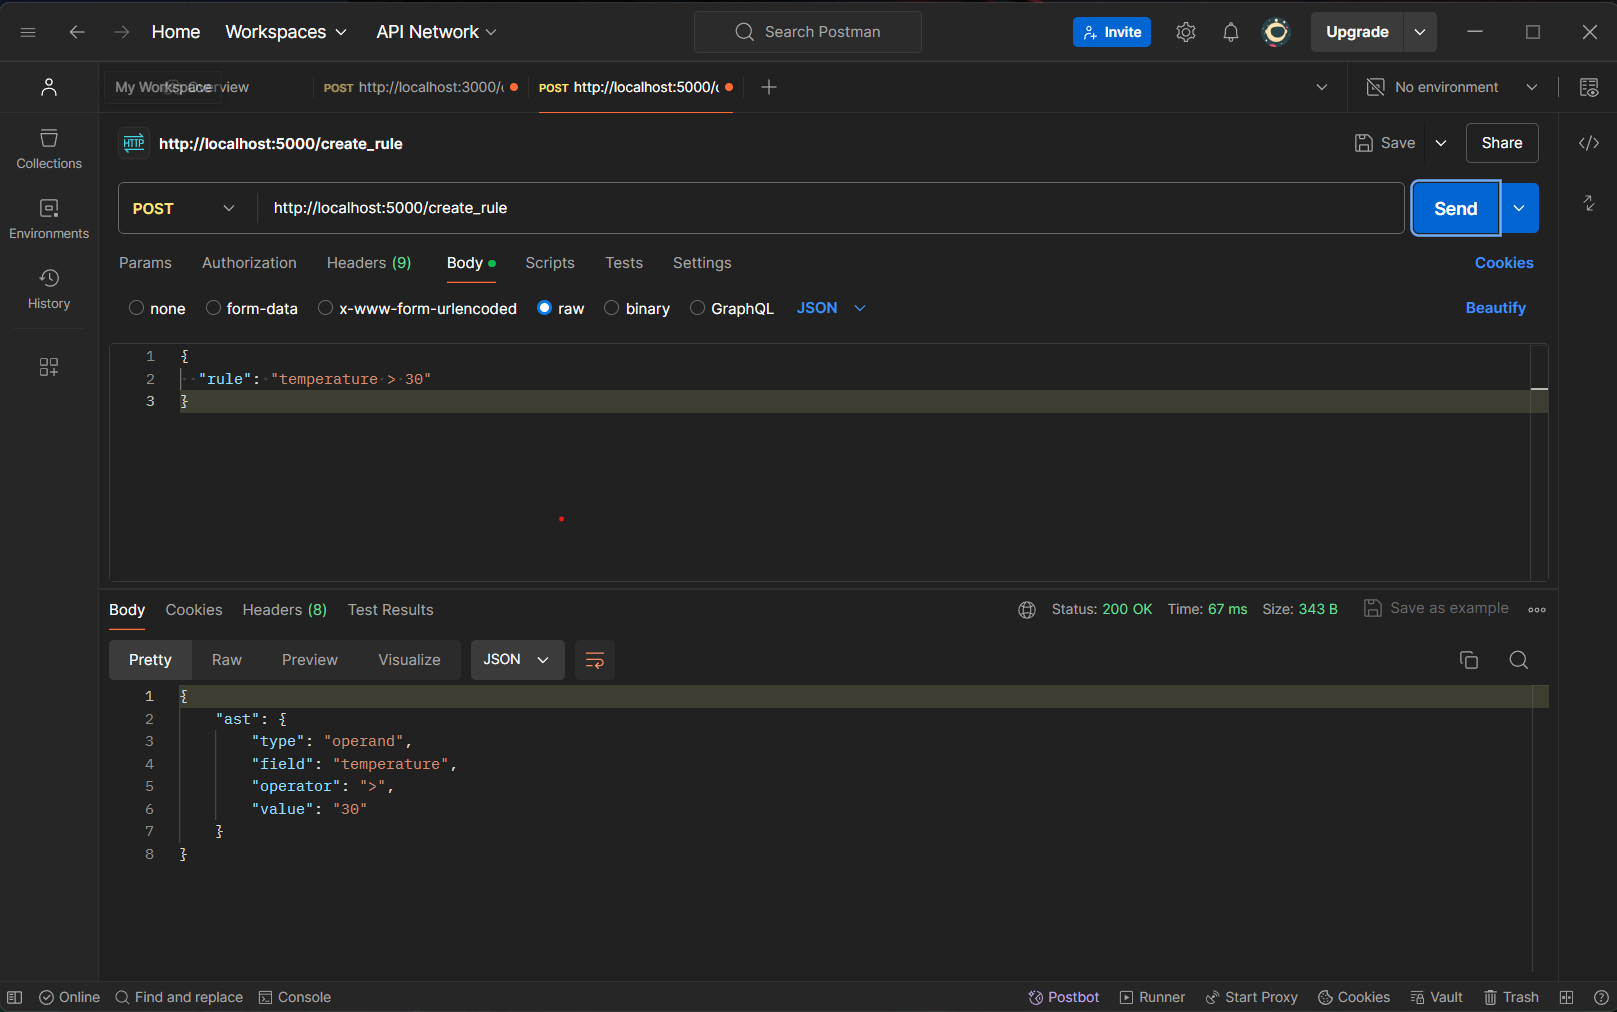 Home Workspaces API Network Search Postman Invite Upgrade
My Workspace Overview POST http://localhost:3000/ POST http://localhost:5000/ No environment
HTTP http://localhost:5000/create_rule Save Share
Collections
POST http://localhost:5000/create_rule Send
Environments
Params Authorization Headers (9) Body Scripts Tests Settings Cookies
History
none form-data x-www-form-urlencoded raw binary GraphQL JSON Beautify
1 {
2 "rule": "temperature > 30"
3 }
Body Cookies Headers (8) Test Results Status: 200 OK Time: 67 ms Size: 343 B Save as example
Pretty Raw Preview Visualize JSON
1 {
2 "ast": {
3 "type": "operand",
4 "field": "temperature",
5 "operator": ">",
6 "value": "30"
7 }
8 }
Online Find and replace Console Postbot Runner Start Proxy Cookies Vault Trash